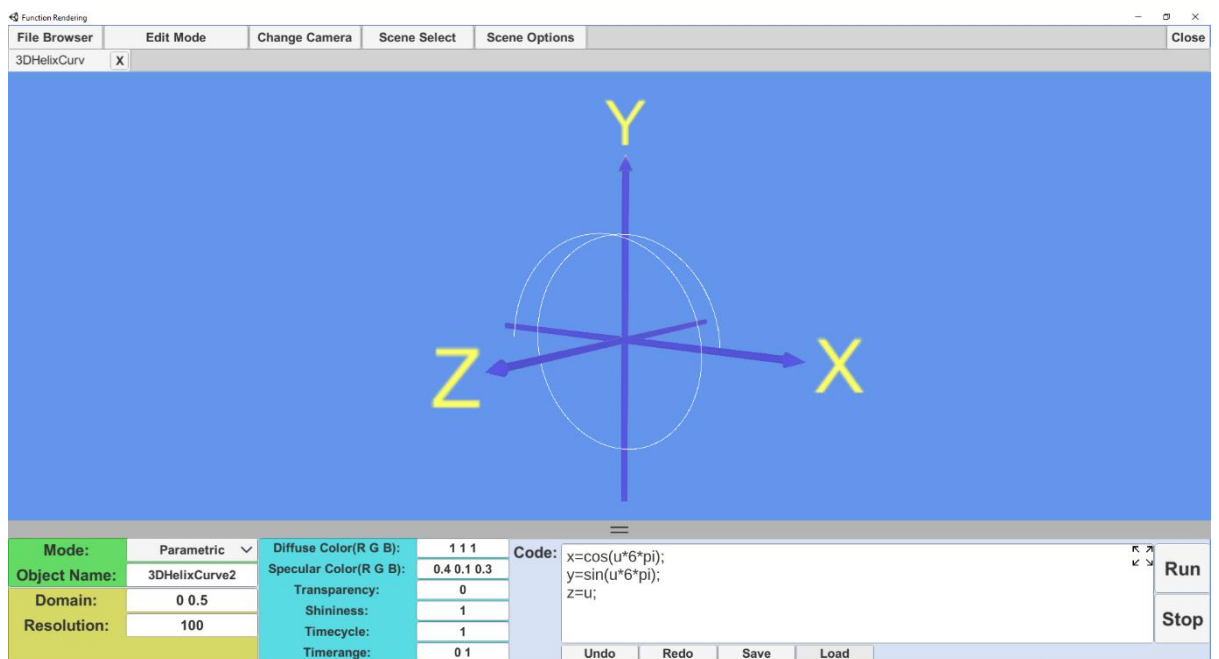 Function Rendering
File Browser Edit Mode Change Camera Scene Select Scene Options Close
3DHelixCurv X
Y
Z
X
Mode: Parametric
Object Name: 3DHelixCurve2
Domain: 0 0.5
Resolution: 100
Diffuse Color(R G B): 1 1 1
Specular Color(R G B): 0.4 0.1 0.3
Transparency: 0
Shininess: 1
Timecycle: 1
Timerange: 0 1
Code:
x=cos(u*6*pi);
y=sin(u*6*pi);
z=u;
Run
Stop
Undo Redo Save Load